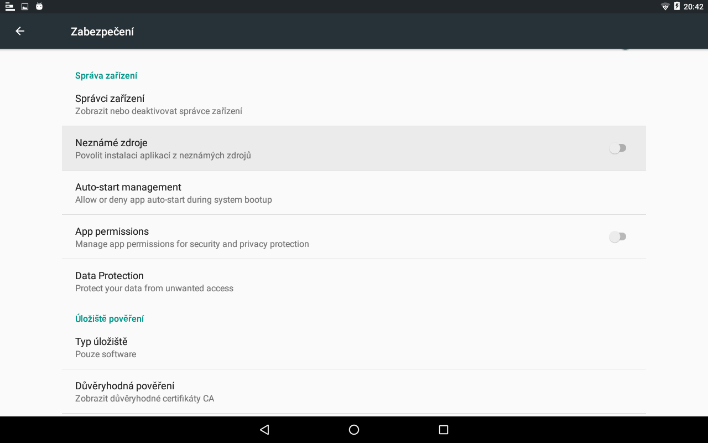 20:42
Zabezpečení
Správa zařízení
Správci zařízení
Zobrazit nebo deaktivovat správce zařízení
Neznámé zdroje
Povolit instalaci aplikací z neznámých zdrojů
Auto-start management
Allow or deny app auto-start during system bootup
App permissions
Manage app permissions for security and privacy protection
Data Protection
Protect your data from unwanted access
Úložiště pověření
Typ úložiště
Pouze software
Důvěryhodná pověření
Zobrazit důvěryhodné certifikáty CA